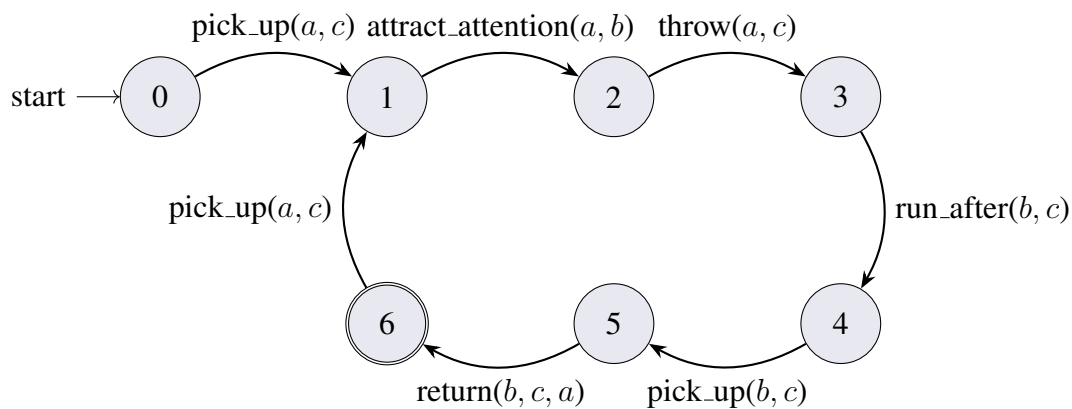 pick_up(a, c) attract_attention(a, b) throw(a, c)
start 0 1 2 3
pick_up(a, c) run_after(b, c)
6 5 4
return(b, c, a) pick_up(b, c)